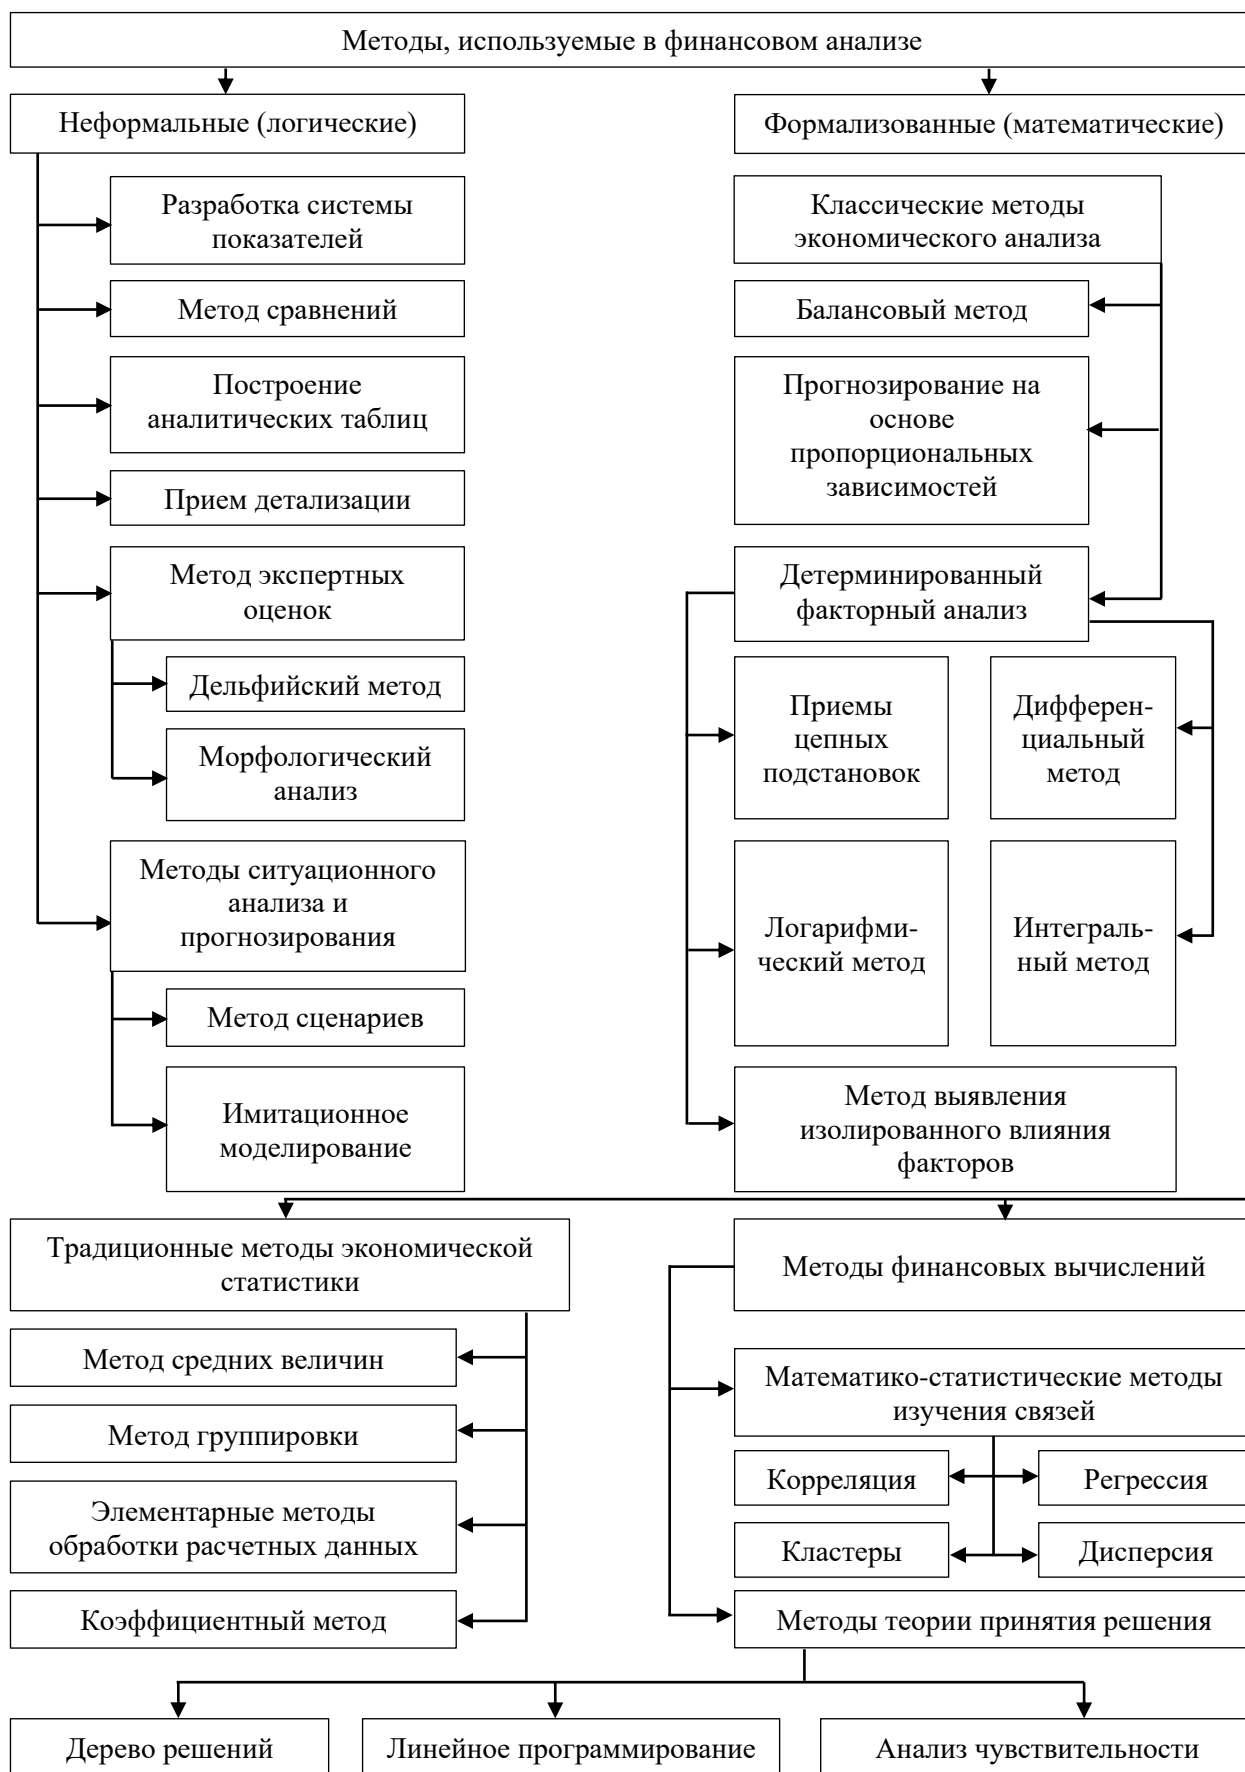 Методы, используемые в финансовом анализе
Неформальные (логические)
Формализованные (математические)
Разработка системы
показателей
Метод сравнений
Построение
аналитических таблиц
Прием детализации
Метод экспертных
оценок
Дельфийский метод
Морфологический
анализ
Методы ситуационного
анализа и
прогнозирования
Метод сценариев
Имитационное
моделирование
Классические методы
экономического анализа
Балансовый метод
Прогнозирование на
основе
пропорциональных
зависимостей
Детерминированный
факторный анализ
Приемы
цепных
подстановок
Дифферен-
циальный
метод
Логарифми-
ческий метод
Интеграль-
ный метод
Метод выявления
изолированного влияния
факторов
Традиционные методы экономической
статистики
Метод средних величин
Метод группировки
Элементарные методы
обработки расчетных данных
Коэффициентный метод
Методы финансовых вычислений
Математико-статистические методы
изучения связей
Корреляция
Регрессия
Кластеры
Дисперсия
Методы теории принятия решения
Дерево решений
Линейное программирование
Анализ чувствительности